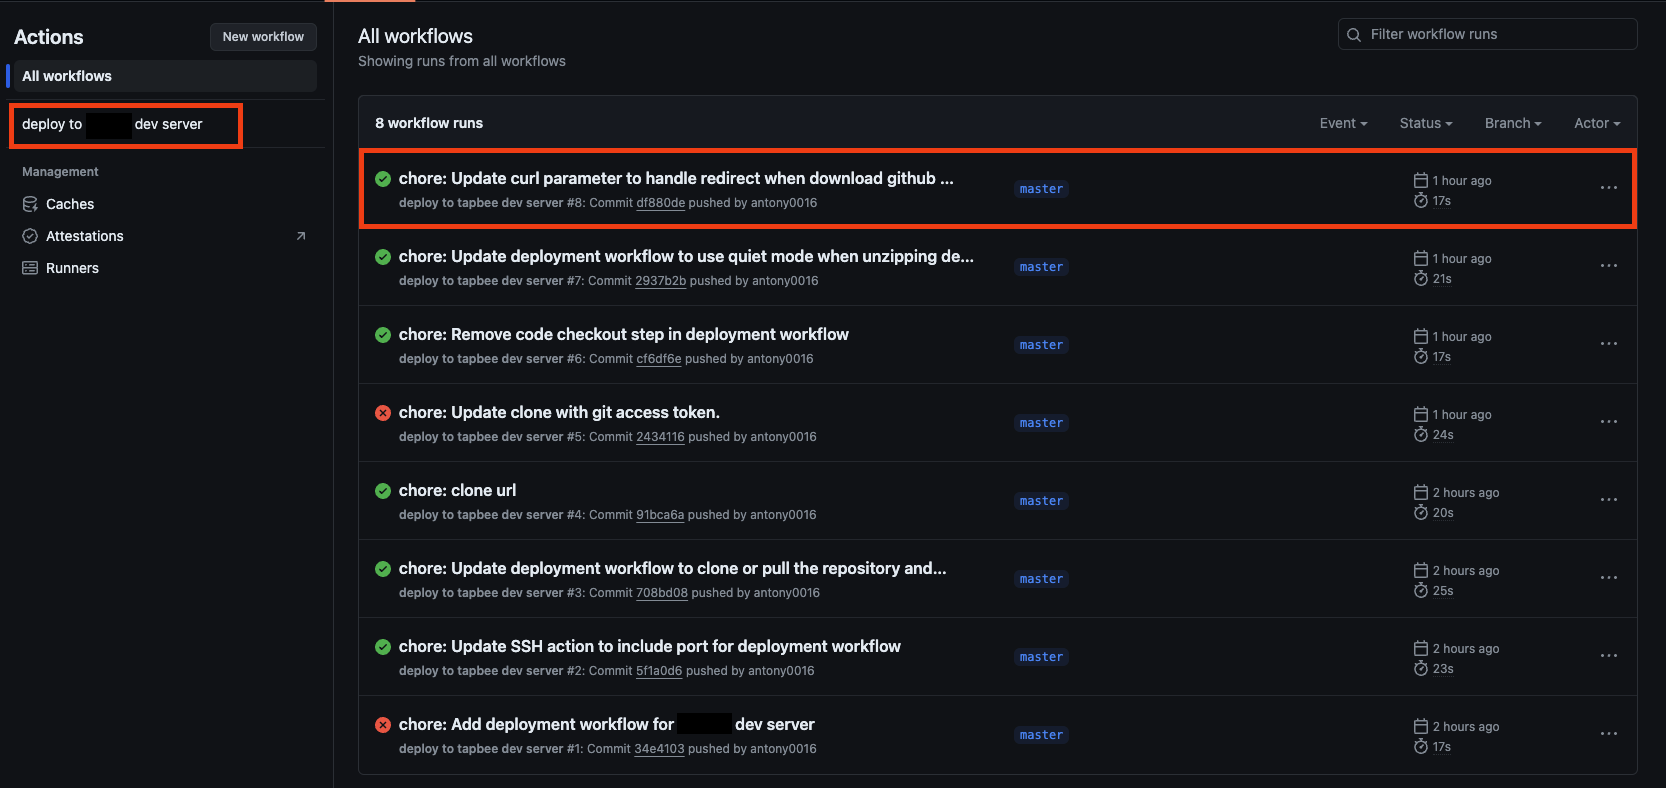 Actions
New workflow
All workflows
deploy to dev server
Management
Caches
Attestations
Runners
All workflows
Showing runs from all workflows
Filter workflow runs
8 workflow runs
Event
Status
Branch
Actor
chore: Update curl parameter to handle redirect when download github ...
deploy to tapbee dev server #8: Commit df880de pushed by antony0016
master
1 hour ago
17s
chore: Update deployment workflow to use quiet mode when unzipping de...
deploy to tapbee dev server #7: Commit 2937b2b pushed by antony0016
master
1 hour ago
21s
chore: Remove code checkout step in deployment workflow
deploy to tapbee dev server #6: Commit cf6df6e pushed by antony0016
master
1 hour ago
17s
chore: Update clone with git access token.
deploy to tapbee dev server #5: Commit 2434116 pushed by antony0016
master
1 hour ago
24s
chore: clone url
deploy to tapbee dev server #4: Commit 91bca6a pushed by antony0016
master
2 hours ago
20s
chore: Update deployment workflow to clone or pull the repository and...
deploy to tapbee dev server #3: Commit 708bd08 pushed by antony0016
master
2 hours ago
25s
chore: Update SSH action to include port for deployment workflow
deploy to tapbee dev server #2: Commit 5f1a0d6 pushed by antony0016
master
2 hours ago
23s
chore: Add deployment workflow for dev server
deploy to tapbee dev server #1: Commit 34e4103 pushed by antony0016
master
2 hours ago
17s